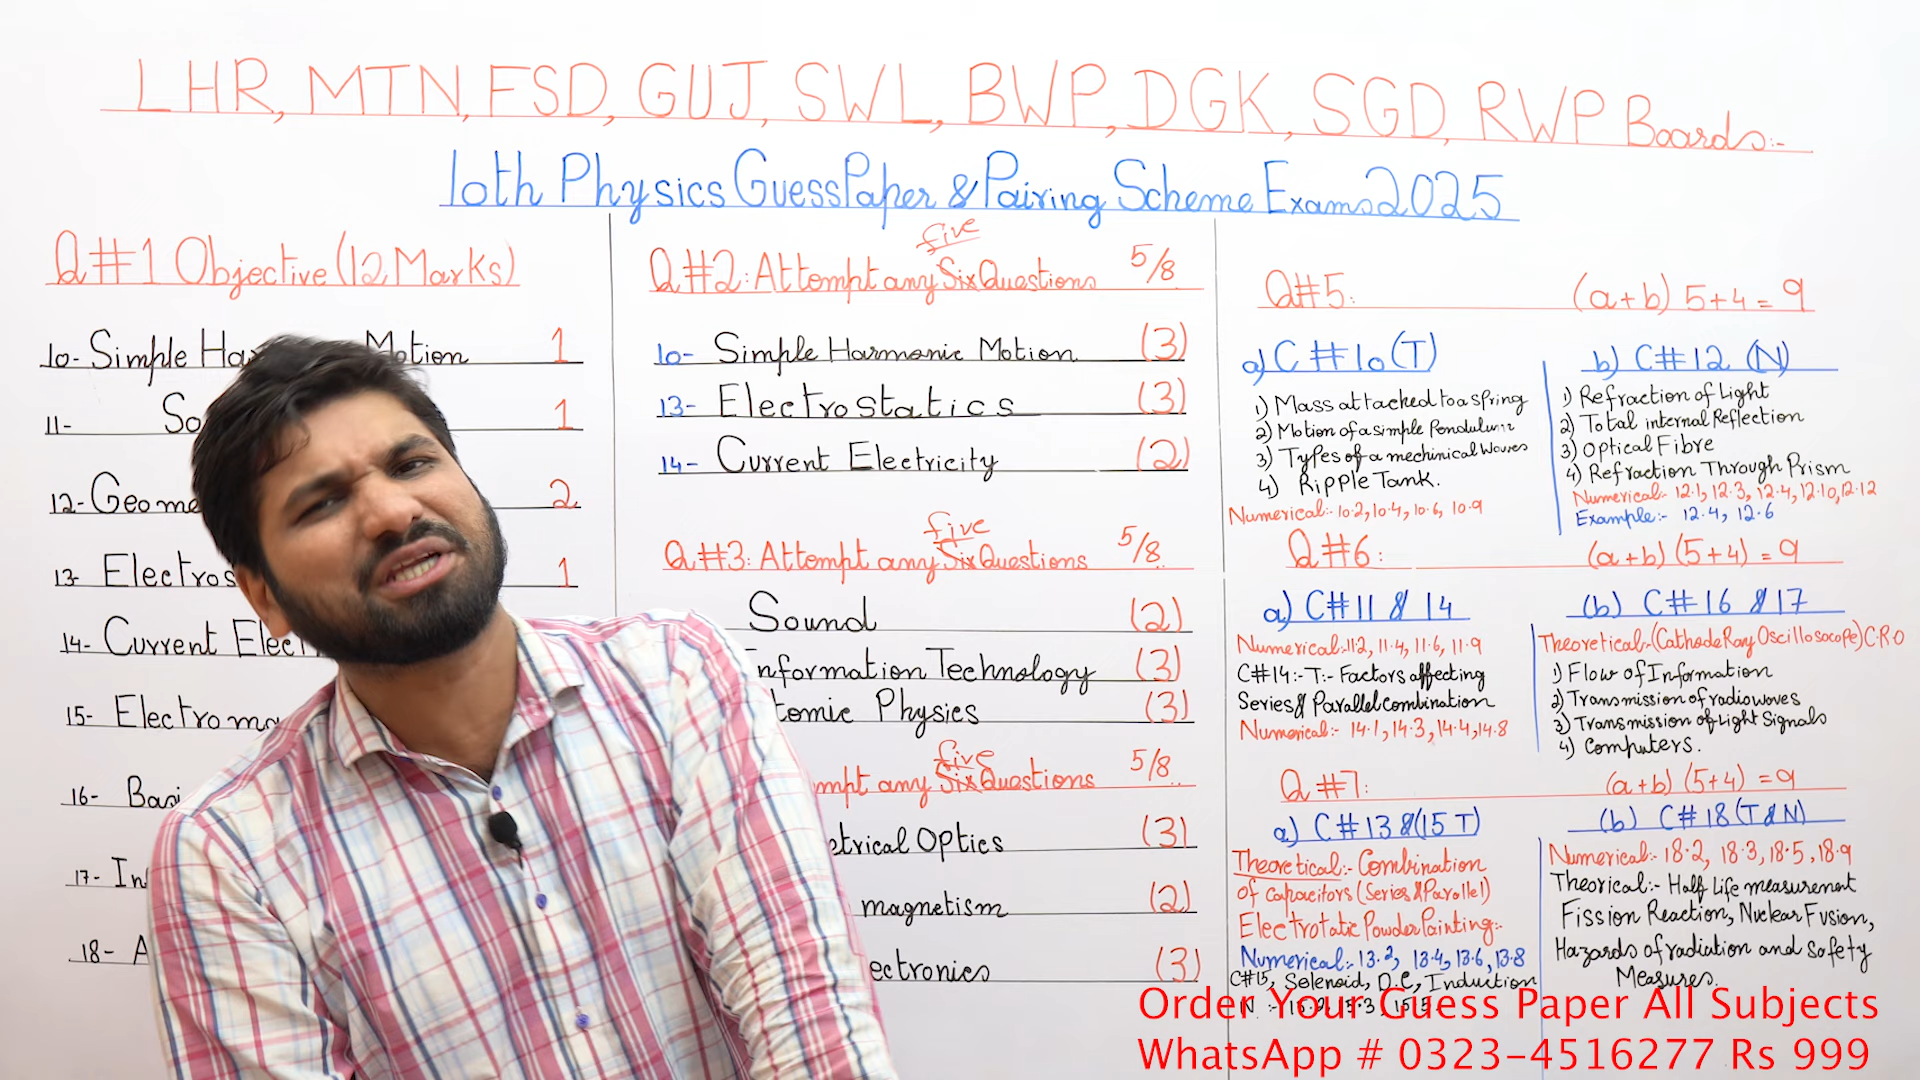 LHR, MTN, FSD, GUJ, SWL, BWP, DGK, SGD, RWP Boards:-
10th Physics Guess Paper & Pairing Scheme Exams 2025
Q#1 Objective (12 Marks)
10- Simple Ha Motion 1
11- So 1
12- Geome 2
13- Electros 1
14- Current Elect
15- Electroma
16- Basi
17- In
18- A
five
Q#2: Attempt any Six Questions 5/8
10- Simple Harmonic Motion (3)
13- Electrostatics (3)
14- Current Electricity (2)
five
Q#3: Attempt any Six Questions 5/8
Sound (2)
Information Technology (3)
tomic Physics (3)
five
mpt any Six Questions 5/8
etrical Optics (3)
magnetism (2)
ectronics (3)
Q#5: (a+b) 5+4=9
a) C#10(T)
1) Mass attacked to a spring
2) Motion of a simple Pendulum
3) Types of a mechinical Waves
4) Ripple Tank.
Numerical:- 10.2, 10.4, 10.6, 10.9
b) C#12 (N)
1) Refraction of Light
2) Total internal Reflection
3) Optical Fibre
4) Refraction Through Prism
Numerical:- 12.1, 12.3, 12.4, 12.10, 12.12
Example:- 12.4, 12.6
Q#6: (a+b) (5+4)=9
a) C#11 & 14
Numerical:- 11.2, 11.4, 11.6, 11.9
C#14:- T:- Factors affecting
Series & Parallel combination
Numerical:- 14.1, 14.3, 14.4, 14.8
(b) C#16 & 17
Theoretical:-(Cathode Ray Oscillosocope) C.R.O
1) Flow of Information
2) Transmission of radiowaves
3) Transmission of Light Signals
4) Computers.
Q#7: (a+b) (5+4)=9
a) C#13&(15 T)
Theoretical:- Combination
of capacitors (Series & Parallel)
Electrotatic Powder Painting:-
Numerical:- 13.2, 13.4, 13.6, 13.8
C#15, Selenoid, D.C, Induction
N :-
(b) C#18(T&N)
Numerical:- 18.2, 18.3, 18.5, 18.9
Theorical:- Half Life measurement
Fission Reaction, Nuclear Fusion,
Hazards of radiation and safety
Measures.
Order Your Guess Paper All Subjects
WhatsApp # 0323-4516277 Rs 999